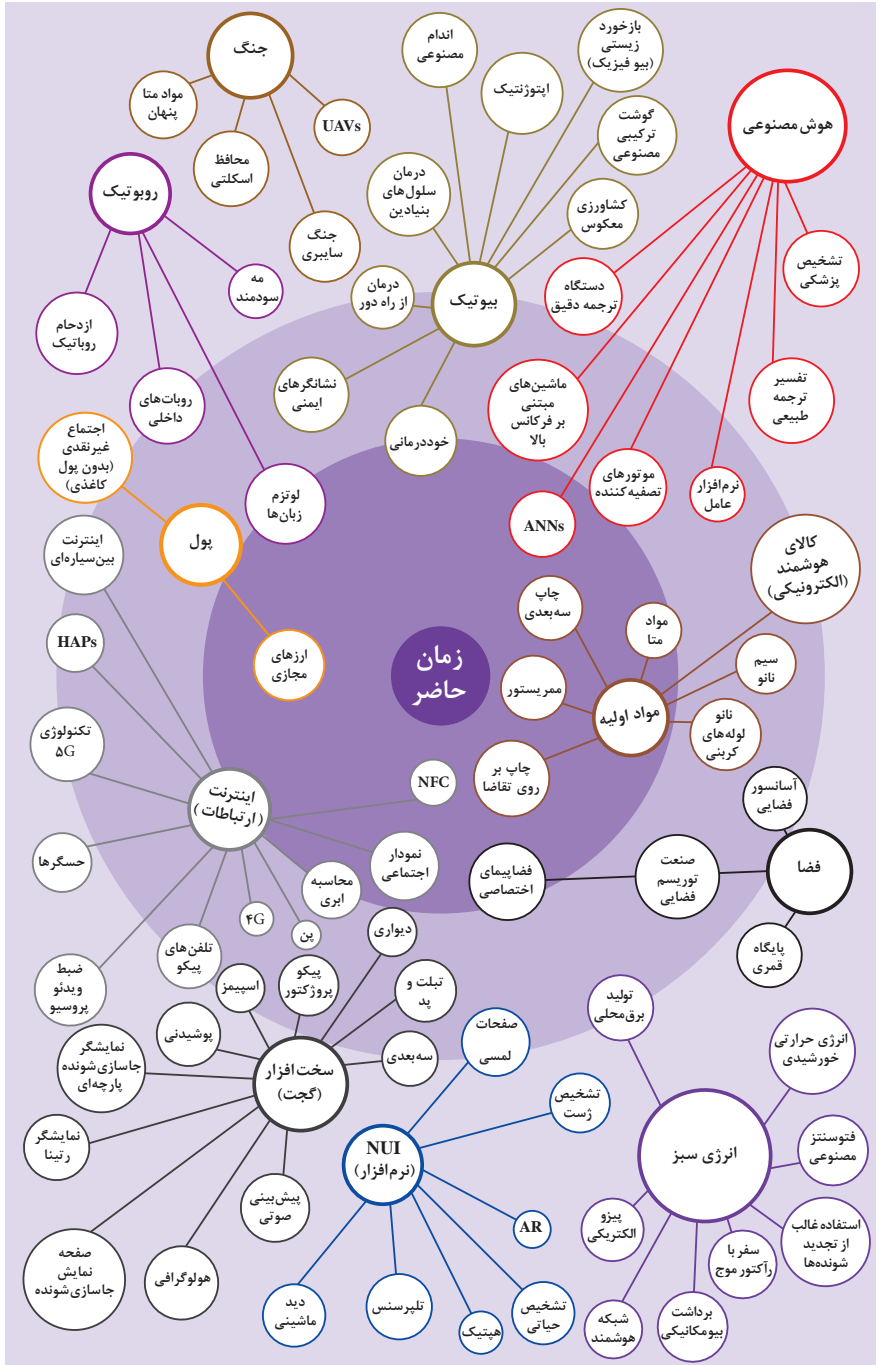 جنگ
مواد متا
پنهان
محافظ
اسکلتی
جنگ
سایبری
UAVs
روبوتیک
ازدحام
روباتیک
روبات‌های
داخلی
لوتزم
زبان‌ها
مه
سودمند
بیوتیک
اندام
مصنوعی
اپتوژنتیک
بازخورد
زیستی
(بیو فیزیک)
گوشت
ترکیبی
مصنوعی
کشاورزی
معکوس
درمان
سلول‌های
بنیادین
درمان
از راه دور
نشانگرهای
ایمنی
خوددرمانی
هوش مصنوعی
تشخیص
پزشکی
تفسیر
ترجمه
طبیعی
نرم‌افزار
عامل
موتورهای
تصفیه‌کننده
ANNs
ماشین‌های
مبتنی
بر فرکانس
بالا
دستگاه
ترجمه دقیق
پول
اجتماع
غیرنقدی
(بدون پول
کاغذی)
ارزهای
مجازی
زمان
حاضر
مواد اولیه
چاپ
سه‌بعدی
مواد
متا
کالای
هوشمند
(الکترونیکی)
سیم
نانو
نانو
لوله‌های
کربنی
ممریستور
چاپ بر
روی تقاضا
اینترنت
(ارتباطات)
اینترنت
بین‌سیاره‌ای
HAPs
تکنولوژی
۵G
حسگرها
ضبط
ویدئو
پروسیو
تلفن‌های
پیکو
۴G
پن
محاسبه
ابری
نمودار
اجتماعی
NFC
فضا
آسانسور
فضایی
صنعت
توریسم
فضایی
فضاپیمای
اختصاصی
پایگاه
قمری
سخت‌افزار
(گجت)
دیواری
پیکو
پروژکتور
اسپیمز
تبلت و
پد
سه‌بعدی
پوشیدنی
نمایشگر
جاسازی‌شونده
پارچه‌ای
نمایشگر
رتینا
صفحه
نمایش
جاسازی‌شونده
هولوگرافی
پیش‌بینی
صوتی
NUI
(نرم‌افزار)
صفحات
لمسی
تشخیص
ژست
AR
تشخیص
حیاتی
هپتیک
تلپرسنس
دید
ماشینی
انرژی سبز
تولید
برق‌محلی
انرژی حرارتی
خورشیدی
فتوسنتز
مصنوعی
استفاده غالب
از تجدید
شونده‌ها
سفر با
رآکتور موج
برداشت
بیومکانیکی
شبکه
هوشمند
پیزو
الکتریکی